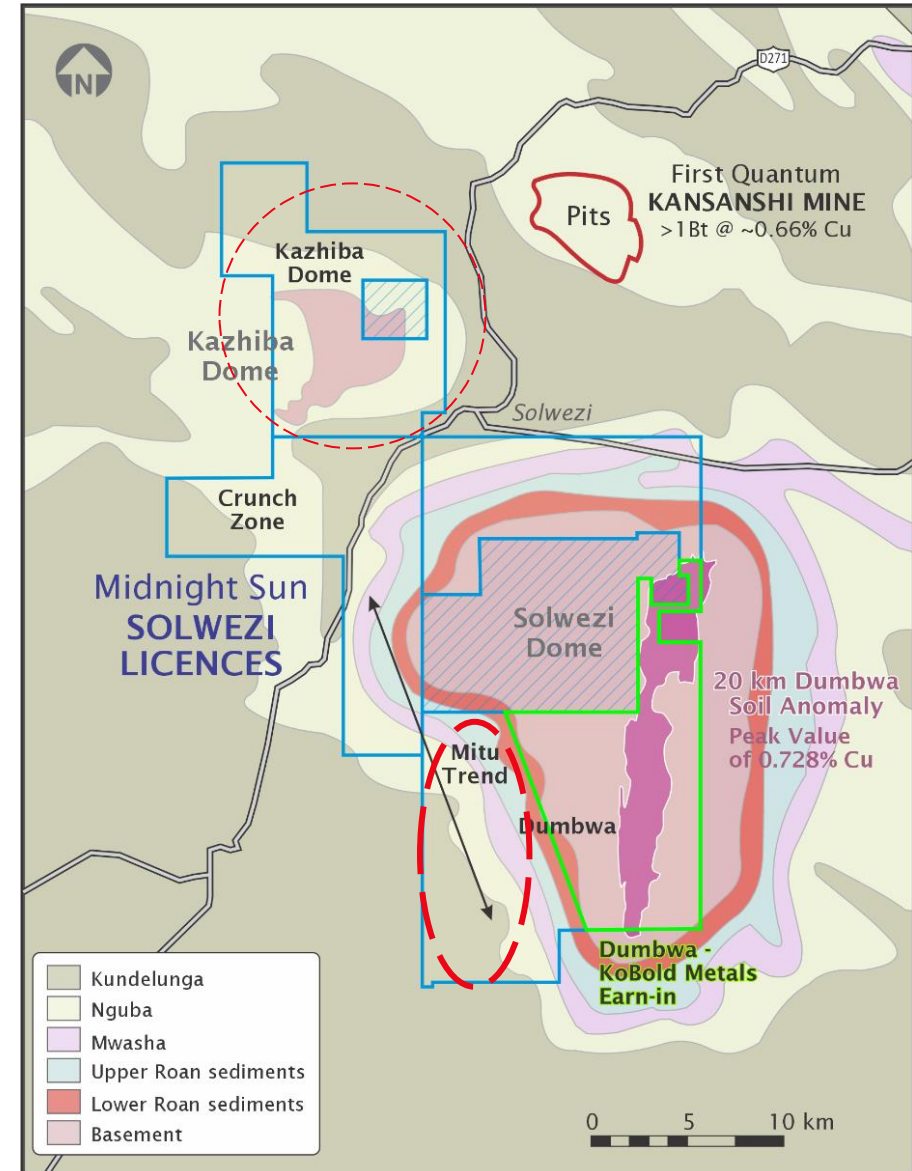 N
D271
First Quantum
KANSANSHI MINE
>1Bt @ ~0.66% Cu
Pits
Kazhiba
Dome
Kazhiba
Dome
Solwezi
Crunch
Zone
Midnight Sun
SOLWEZI
LICENCES
Solwezi
Dome
20 km Dumbwa
Soil Anomaly
Peak Value
of 0.728% Cu
Mitu
Trend
Dumbwa
Dumbwa -
KoBold Metals
Earn-in
Kundelunga
Nguba
Mwasha
Upper Roan sediments
Lower Roan sediments
Basement
0 5 10 km